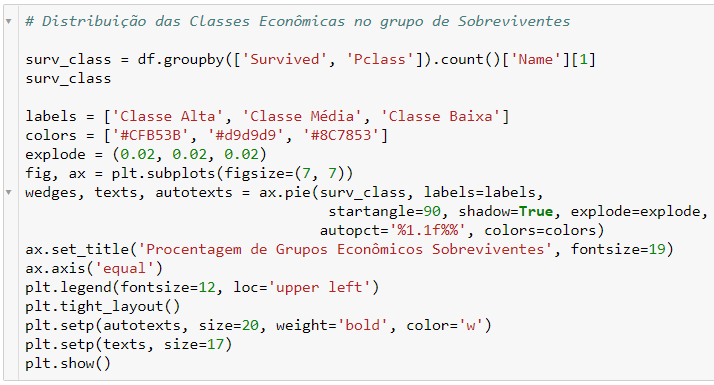 # Distribuição das Classes Econômicas no grupo de Sobreviventes
surv_class = df.groupby(['Survived', 'Pclass']).count()['Name'][1]
surv_class
labels = ['Classe Alta', 'Classe Média', 'Classe Baixa']
colors = ['#CFB53B', '#d9d9d9', '#8C7853']
explode = (0.02, 0.02, 0.02)
fig, ax = plt.subplots(figsize=(7, 7))
wedges, texts, autotexts = ax.pie(surv_class, labels=labels,
startangle=90, shadow=True, explode=explode,
autopct='%1.1f%%', colors=colors)
ax.set_title('Procentagem de Grupos Econômicos Sobreviventes', fontsize=19)
ax.axis('equal')
plt.legend(fontsize=12, loc='upper left')
plt.tight_layout()
plt.setp(autotexts, size=20, weight='bold', color='w')
plt.setp(texts, size=17)
plt.show()